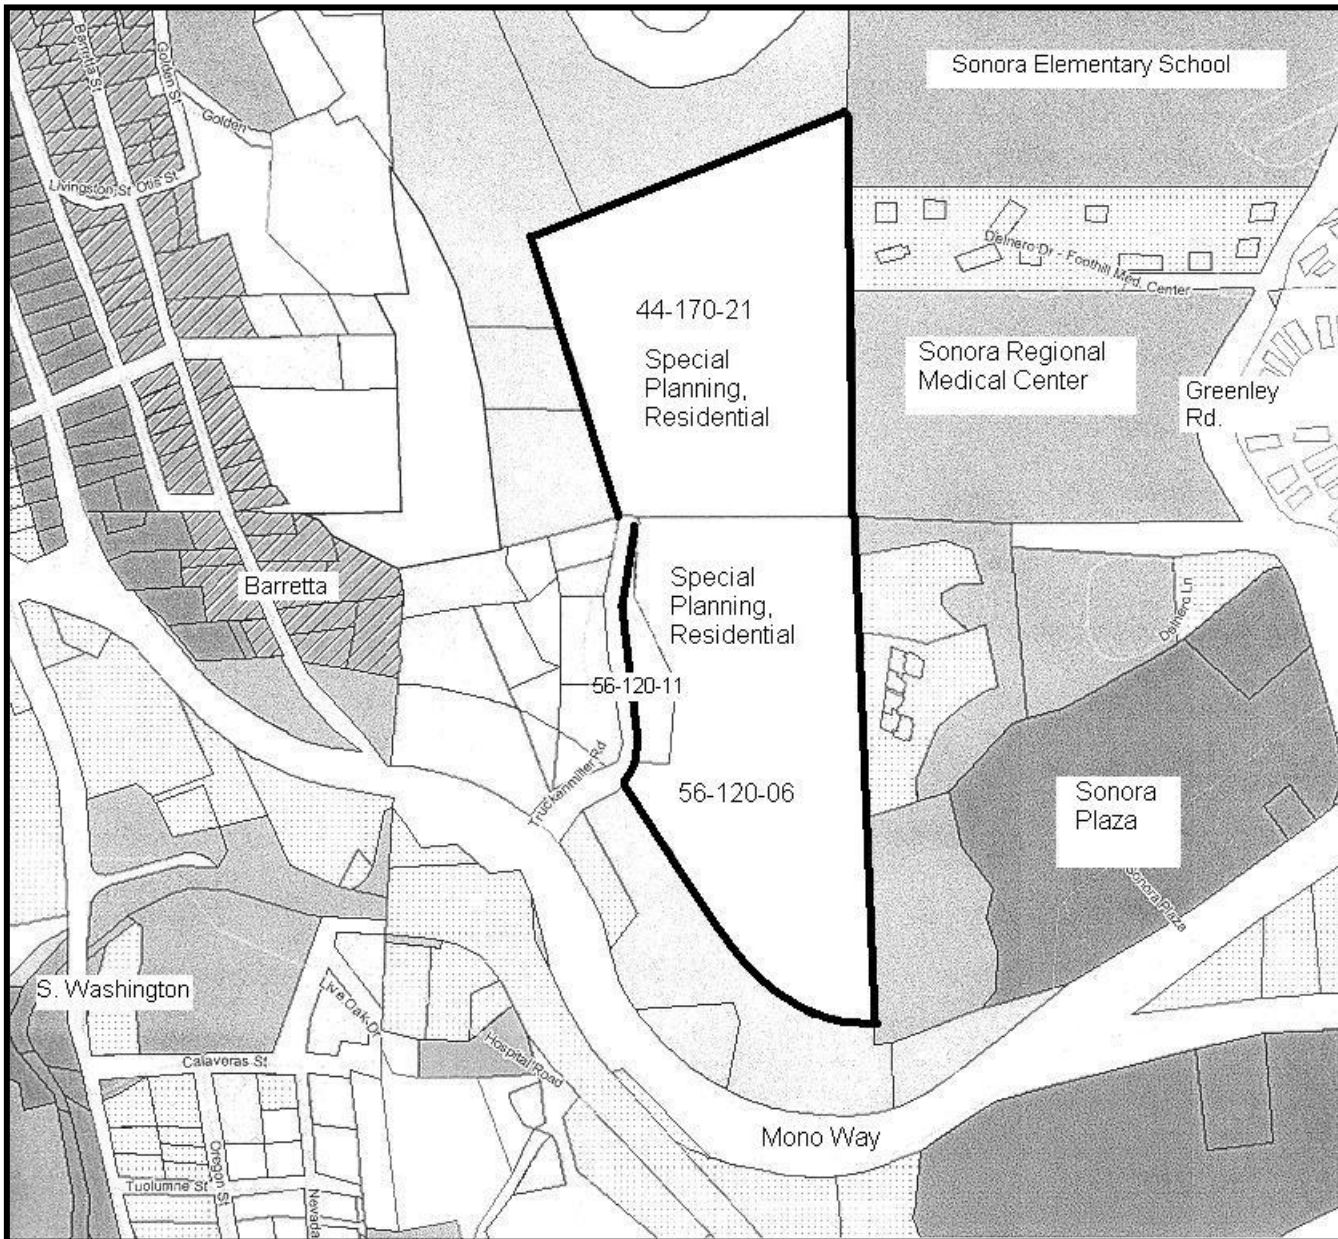 Sonora Elementary School
Barretta St
Golden St
Golden
Livingston St
Otis St
Delnero Dr - Foothill Med. Center
44-170-21
Special
Planning,
Residential
Sonora Regional
Medical Center
Greenley
Rd.
Barretta
Special
Planning,
Residential
Delnero Ln
56-120-11
Truckenmiller Rd
56-120-06
Sonora
Plaza
Sonora Plaza
S. Washington
Live Oak Dr
Hospital Road
Calaveras St
Mono Way
Oregon St
Tuolumne St
Nevada